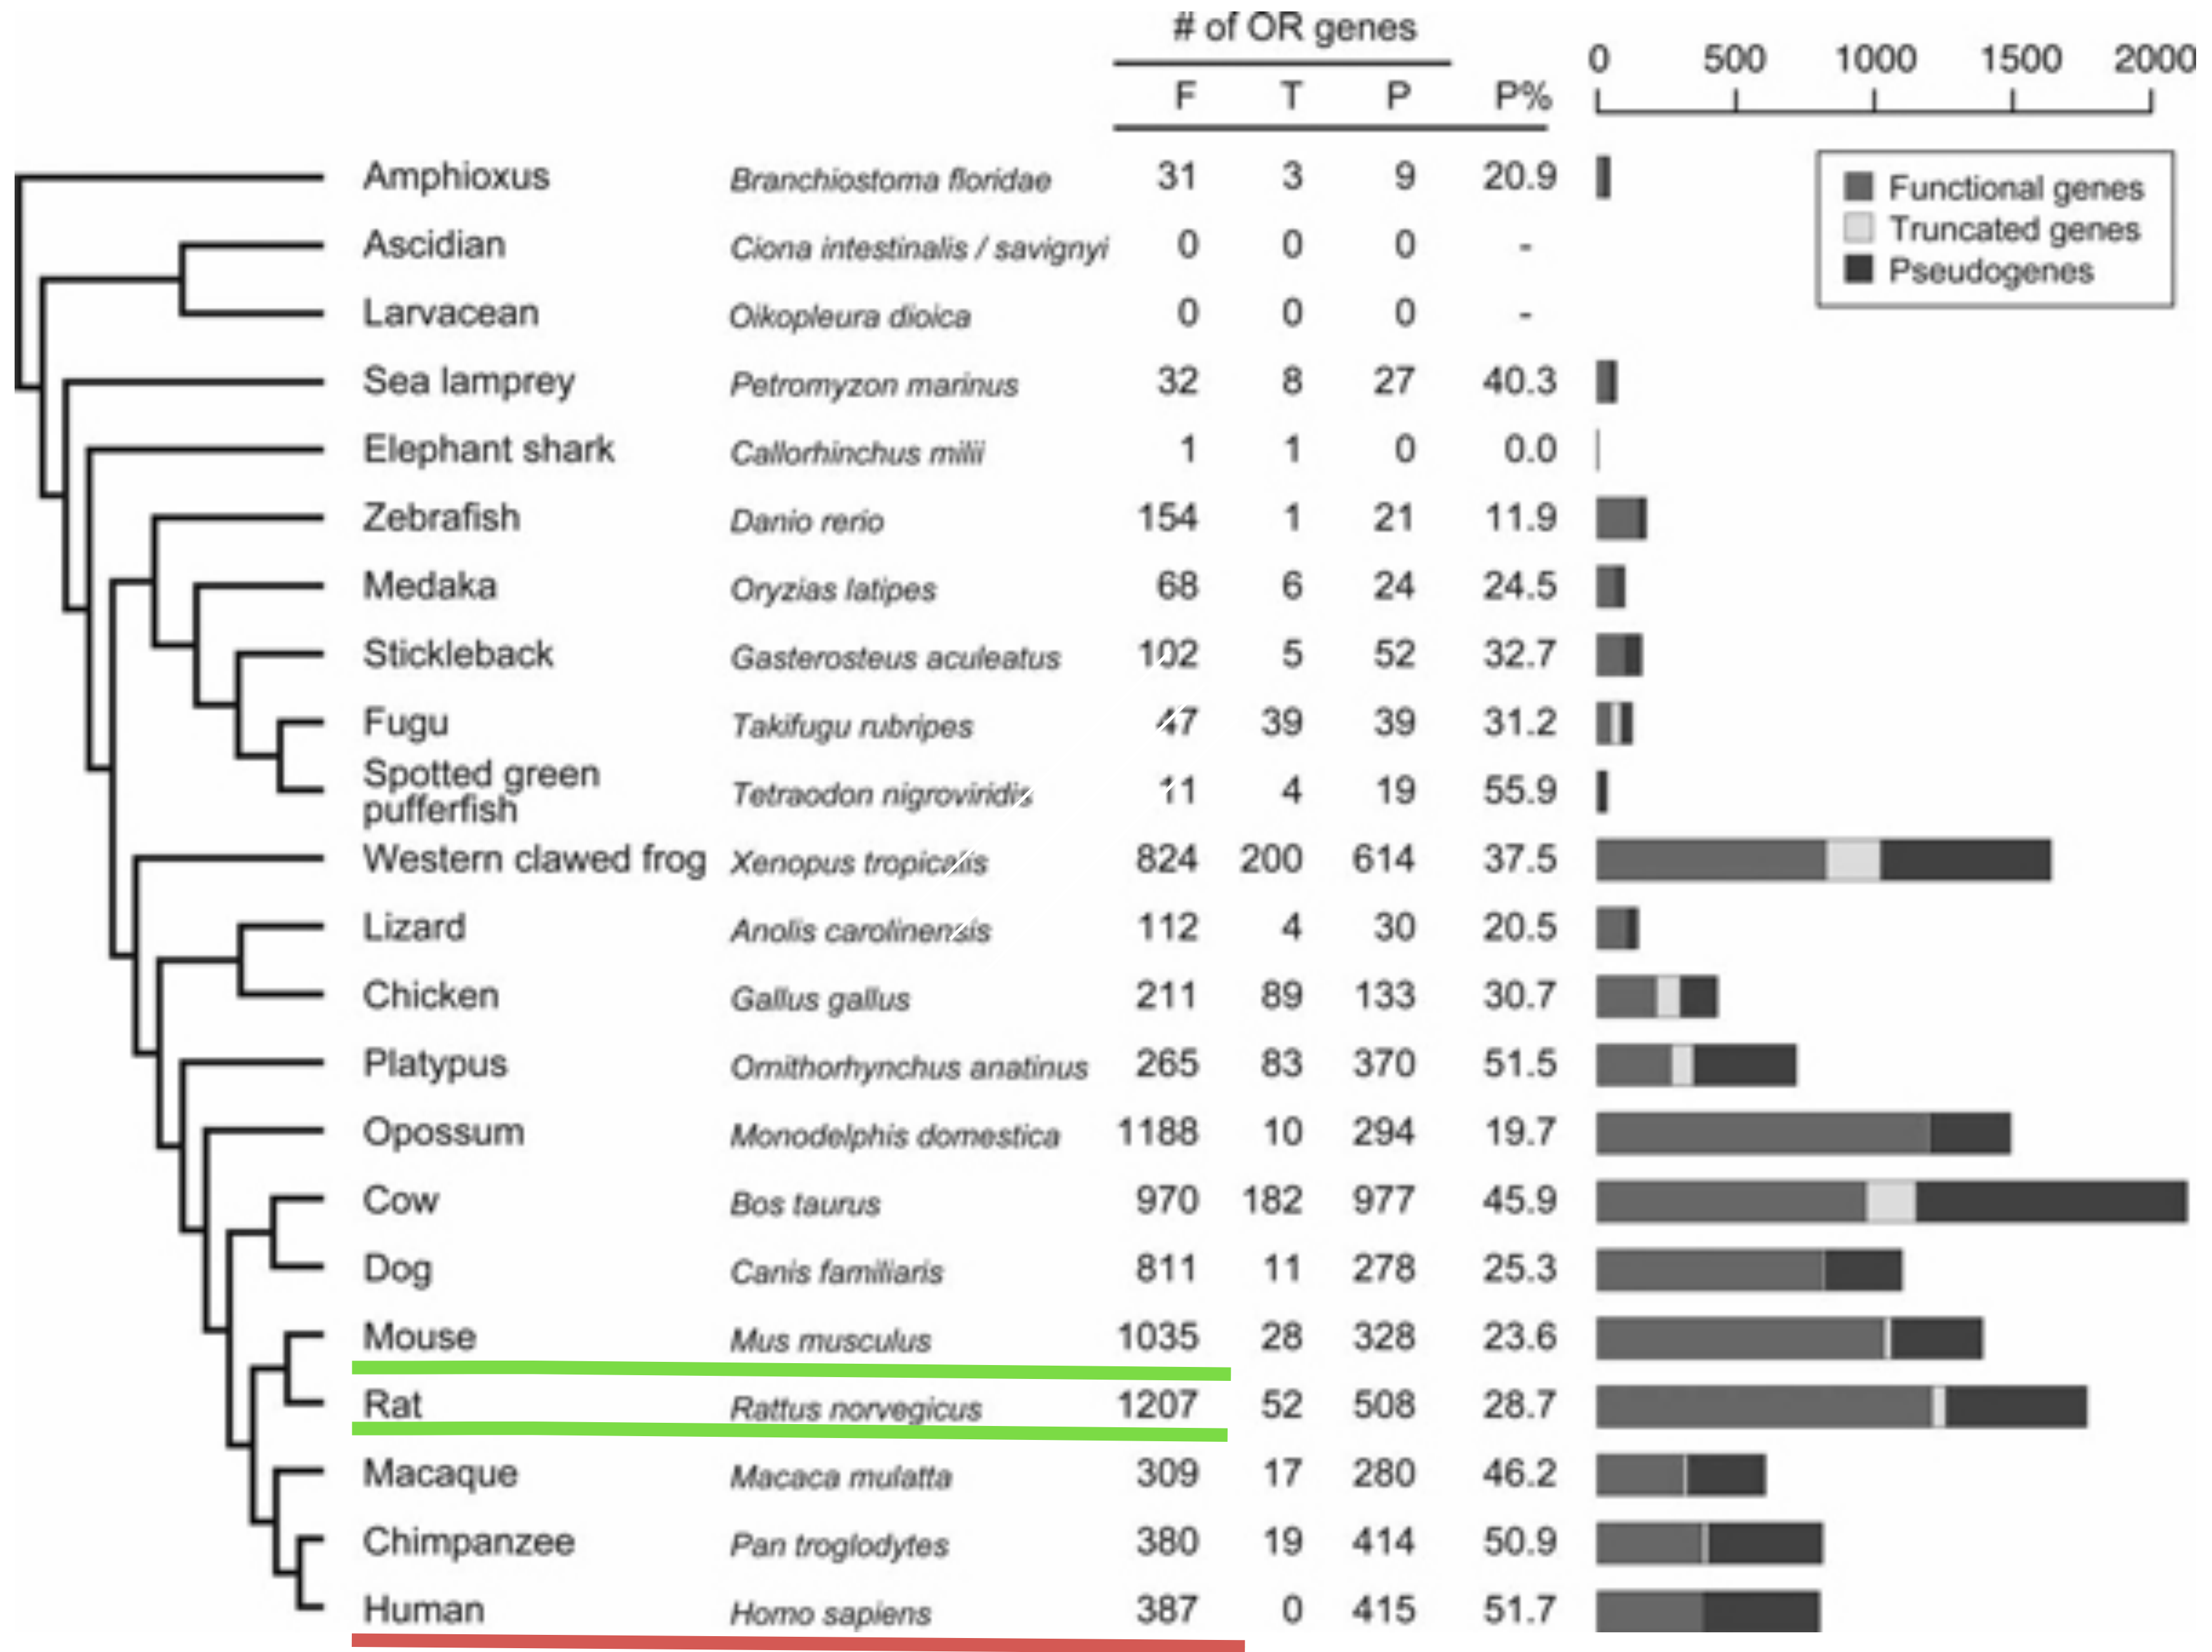 # of OR genes
0 500 1000 1500 2000
F T P P%
Functional genes
Truncated genes
Pseudogenes
Amphioxus Branchiostoma floridae 31 3 9 20.9
Ascidian Ciona intestinalis / savignyi 0 0 0 -
Larvacean Oikopleura dioica 0 0 0 -
Sea lamprey Petromyzon marinus 32 8 27 40.3
Elephant shark Callorhinchus milii 1 1 0 0.0
Zebrafish Danio rerio 154 1 21 11.9
Medaka Oryzias latipes 68 6 24 24.5
Stickleback Gasterosteus aculeatus 102 5 52 32.7
Fugu Takifugu rubripes 47 39 39 31.2
Spotted green
pufferfish Tetraodon nigroviridis 11 4 19 55.9
Western clawed frog Xenopus tropicalis 824 200 614 37.5
Lizard Anolis carolinensis 112 4 30 20.5
Chicken Gallus gallus 211 89 133 30.7
Platypus Ornithorhynchus anatinus 265 83 370 51.5
Opossum Monodelphis domestica 1188 10 294 19.7
Cow Bos taurus 970 182 977 45.9
Dog Canis familiaris 811 11 278 25.3
Mouse Mus musculus 1035 28 328 23.6
Rat Rattus norvegicus 1207 52 508 28.7
Macaque Macaca mulatta 309 17 280 46.2
Chimpanzee Pan troglodytes 380 19 414 50.9
Human Homo sapiens 387 0 415 51.7